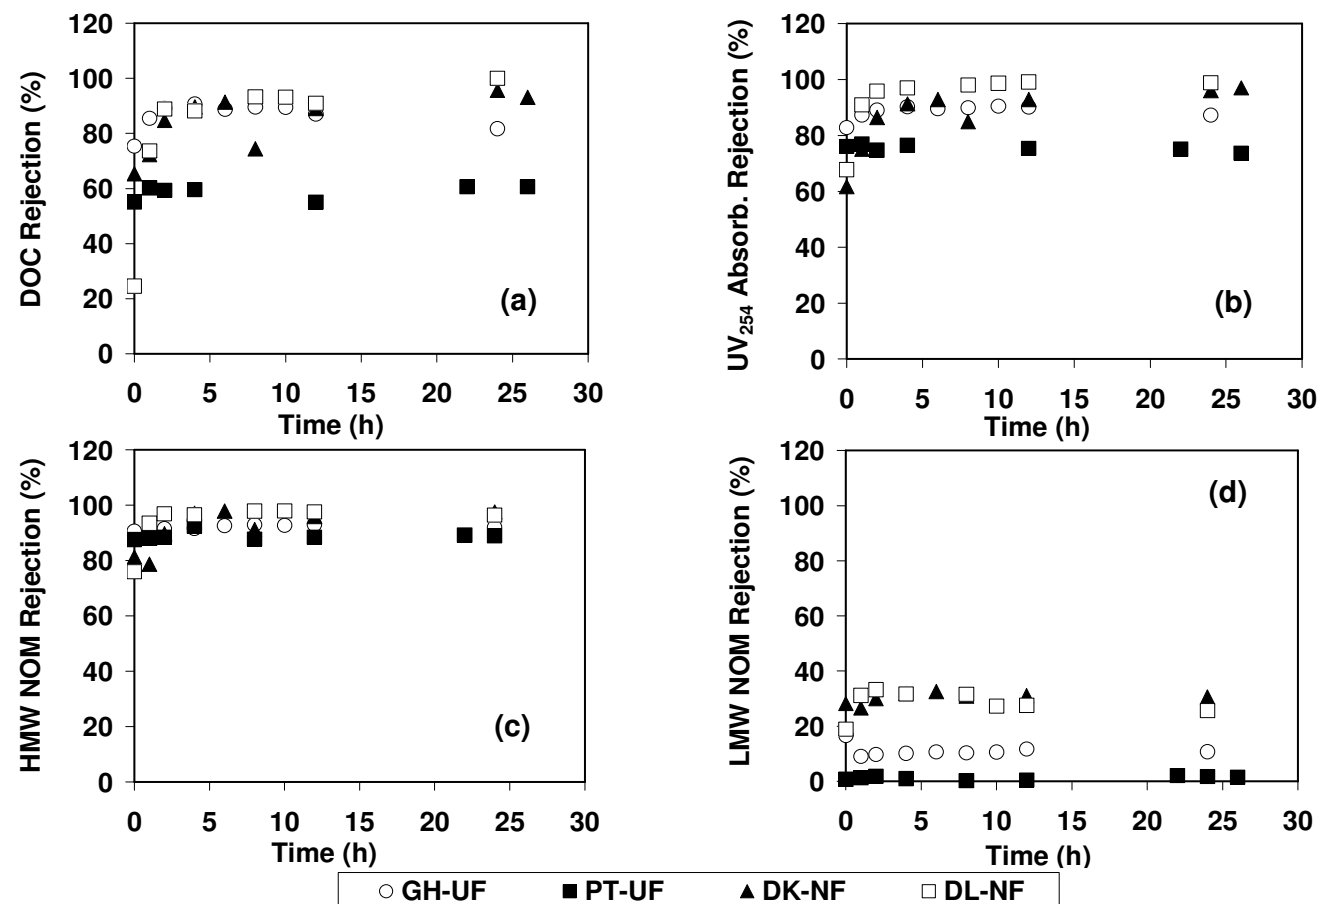 DOC Rejection (%)
120
100
80
60
40
20
0
(a)
0 5 10 15 20 25 30
Time (h)
UV254 Absorb. Rejection (%)
120
100
80
60
40
20
0
(b)
0 5 10 15 20 25 30
Time (h)
HMW NOM Rejection (%)
120
100
80
60
40
20
0
(c)
0 5 10 15 20 25 30
Time (h)
LMW NOM Rejection (%)
120
100
80
60
40
20
0
(d)
0 5 10 15 20 25 30
Time (h)
GH-UF PT-UF DK-NF DL-NF